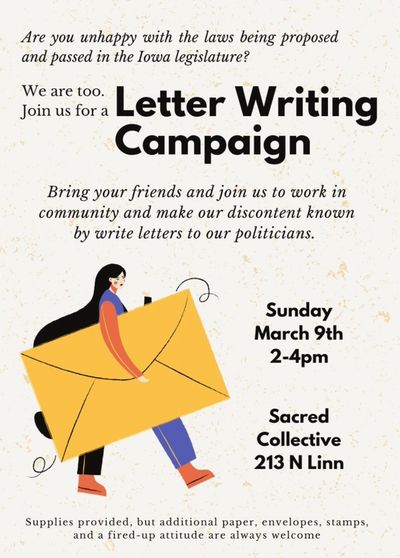 Are you unhappy with the laws being proposed
and passed in the Iowa legislature?
We are too.
Join us for a Letter Writing
Campaign
Bring your friends and join us to work in
community and make our discontent known
by write letters to our politicians.
Sunday
March 9th
2-4pm
Sacred
Collective
213 N Linn
Supplies provided, but additional paper, envelopes, stamps,
and a fired-up attitude are always welcome